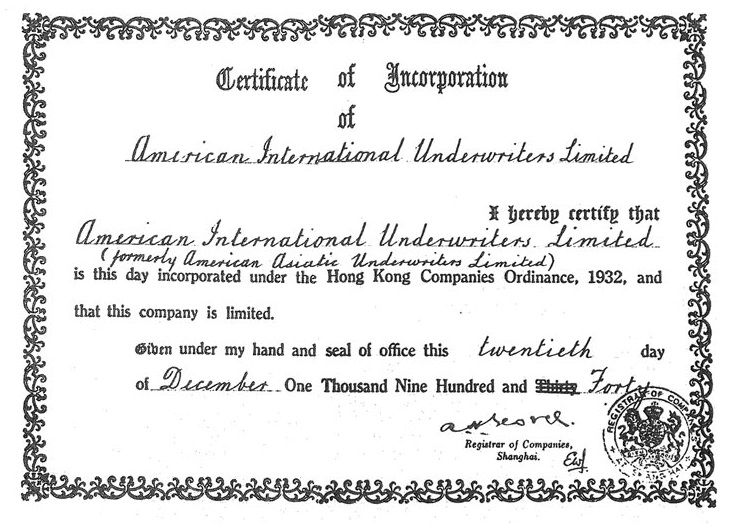 Certificate of Incorporation
of
American International Underwriters Limited
I hereby certify that
American International Underwriters Limited
(formerly American Asiatic Underwriters Limited)
is this day incorporated under the Hong Kong Companies Ordinance, 1932, and
that this company is limited.
Given under my hand and seal of office this twentieth day
of December One Thousand Nine Hundred and Thirty Forty
Registrar of Companies,
Shanghai.
REGISTRAR OF COMPANIES